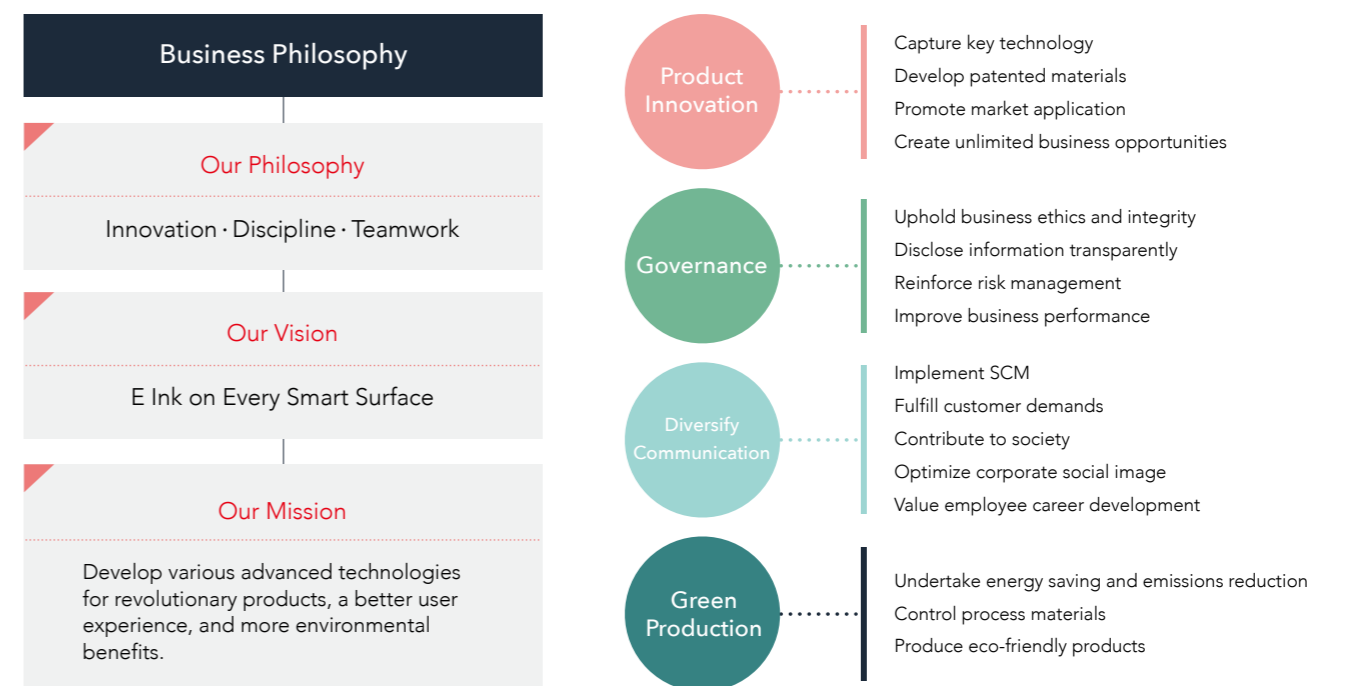 Business Philosophy
Our Philosophy
Innovation · Discipline · Teamwork
Our Vision
E Ink on Every Smart Surface
Our Mission
Develop various advanced technologies
for revolutionary products, a better user
experience, and more environmental
benefits.
Product
Innovation
Capture key technology
Develop patented materials
Promote market application
Create unlimited business opportunities
Governance
Uphold business ethics and integrity
Disclose information transparently
Reinforce risk management
Improve business performance
Diversify
Communication
Implement SCM
Fulfill customer demands
Contribute to society
Optimize corporate social image
Value employee career development
Green
Production
Undertake energy saving and emissions reduction
Control process materials
Produce eco-friendly products